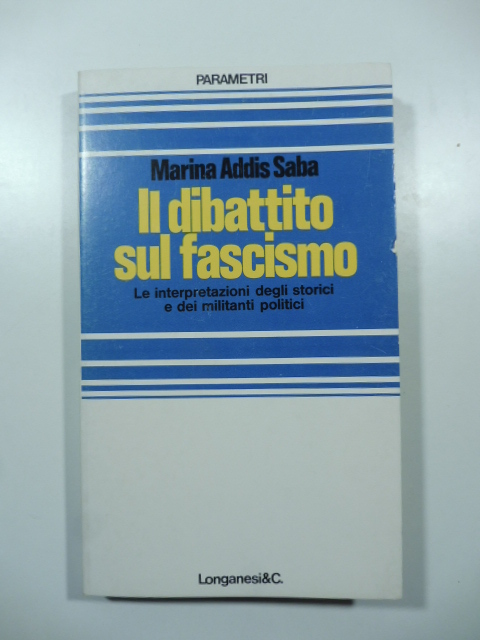 PARAMETRI
Marina Addis Saba
Il dibattito
sul fascismo
Le interpretazioni degli storici
e dei militanti politici
Longanesi&C.